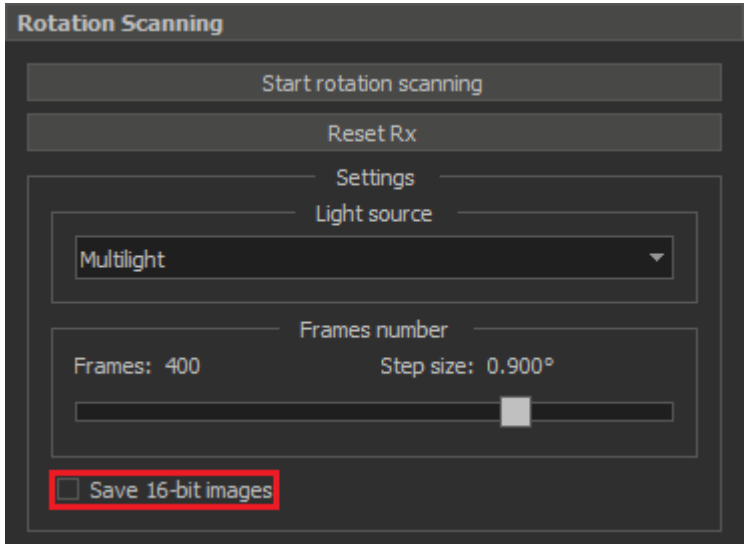 Rotation Scanning
Start rotation scanning
Reset Rx
Settings
Light source
Multilight
Frames number
Frames: 400 Step size: 0.900°
Save 16-bit images